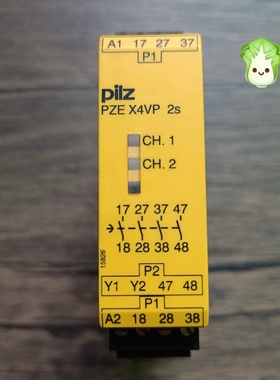 A1 17 27 37
P1
pilz
PZE X4VP 2s
CH. 1
CH. 2
17 27 37 47
18 28 38 48
15826
P2
Y1 Y2 47 48
P1
A2 18 28 38